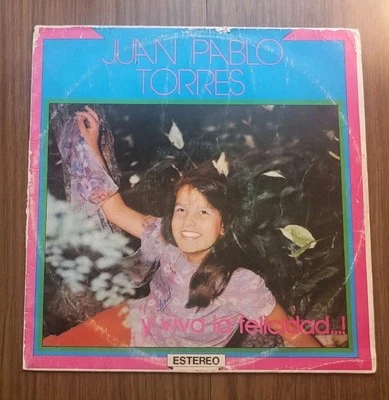 JUAN PABLO
TORRES
y viva la felicidad...!
ESTEREO